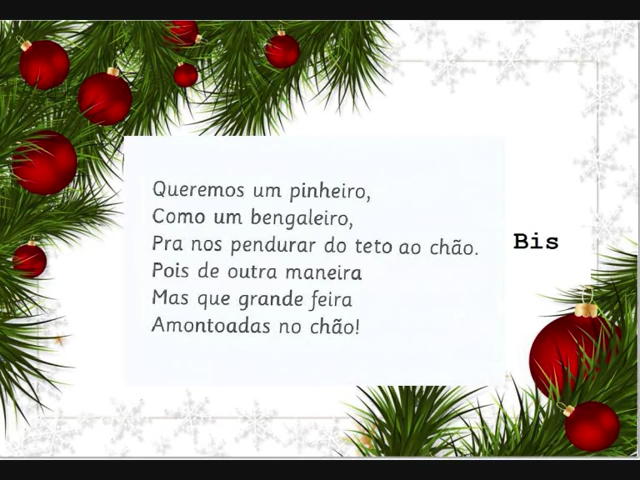 Queremos um pinheiro,
Como um bengaleiro,
Pra nos pendurar do teto ao chão.
Bis
Pois de outra maneira
Mas que grande feira
Amontoadas no chão!